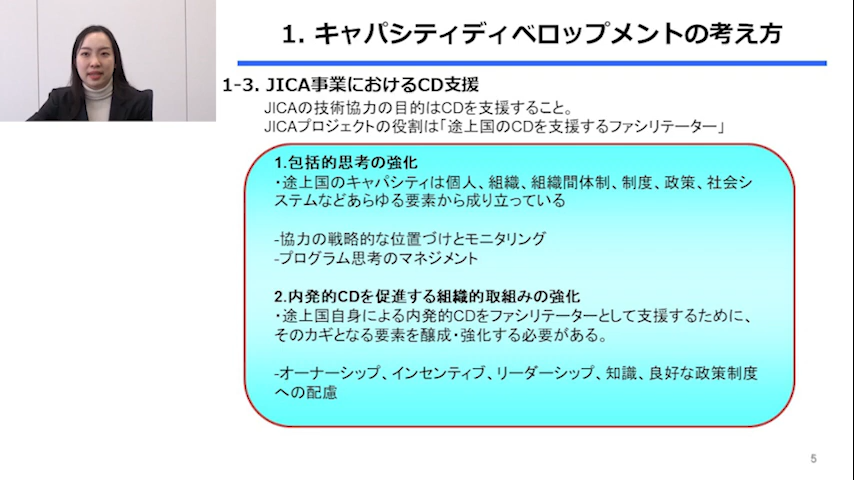 1. キャパシティディベロップメントの考え方
1-3. JICA事業におけるCD支援
JICAの技術協力の目的はCDを支援すること。
JICAプロジェクトの役割は「途上国のCDを支援するファシリテーター」
1.包括的思考の強化
・途上国のキャパシティは個人、組織、組織間体制、制度、政策、社会シ
ステムなどあらゆる要素から成り立っている
-協力の戦略的な位置づけとモニタリング
-プログラム思考のマネジメント
2.内発的CDを促進する組織的取組みの強化
・途上国自身による内発的CDをファシリテーターとして支援するために、
そのカギとなる要素を醸成・強化する必要がある。
-オーナーシップ、インセンティブ、リーダーシップ、知識、良好な政策制度
への配慮
5